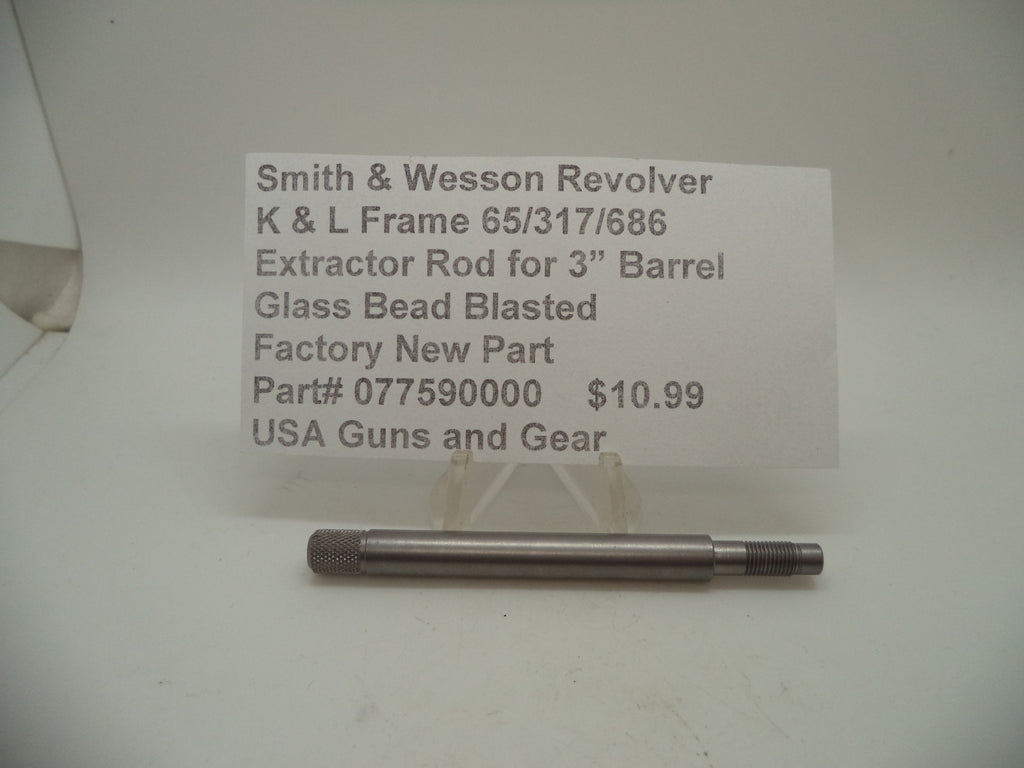 Smith & Wesson Revolver
K & L Frame 65/317/686
Extractor Rod for 3” Barrel
Glass Bead Blasted
Factory New Part
Part# 077590000 $10.99
USA Guns and Gear